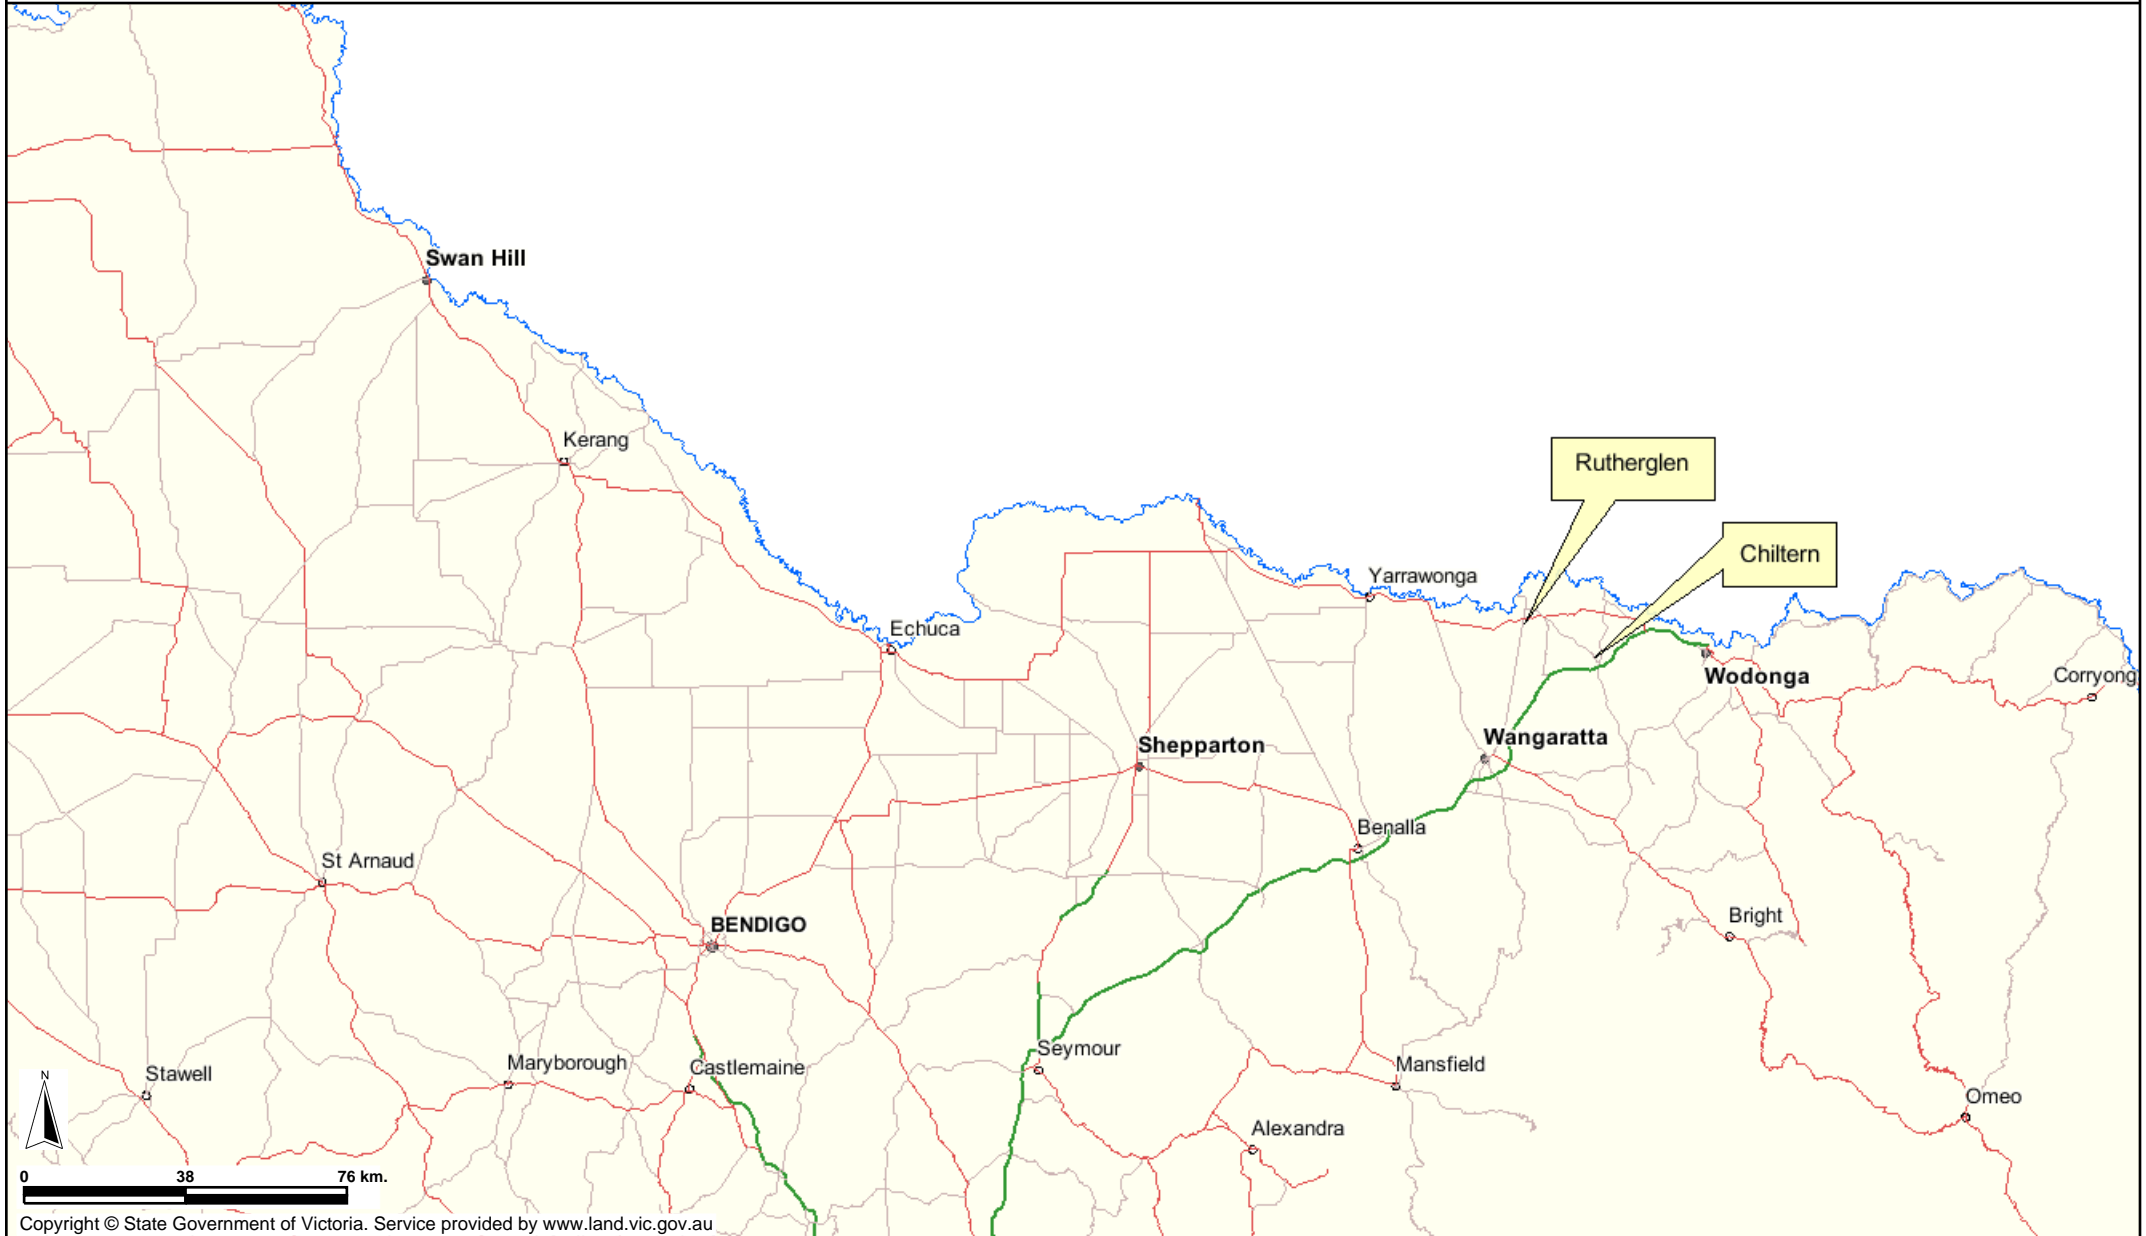 Swan Hill
Kerang
Rutherglen
Chiltern
Yarrawonga
Echuca
Wodonga
Corryong
Shepparton
Wangaratta
Benalla
St Arnaud
BENDIGO
Bright
Seymour
Maryborough
Castlemaine
Mansfield
Stawell
N
Omeo
Alexandra
0 38 76 km.
Copyright © State Government of Victoria. Service provided by www.land.vic.gov.au